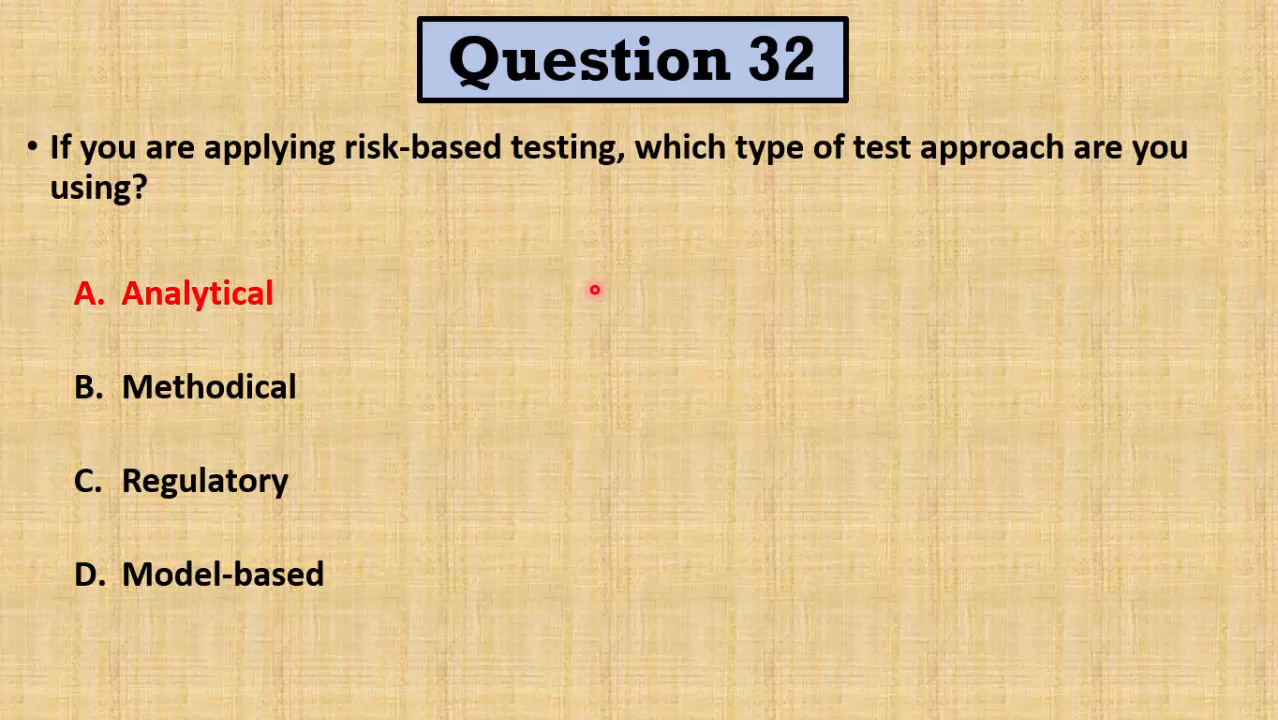 Question 32
• If you are applying risk-based testing, which type of test approach are you
using?
A. Analytical
B. Methodical
C. Regulatory
D. Model-based